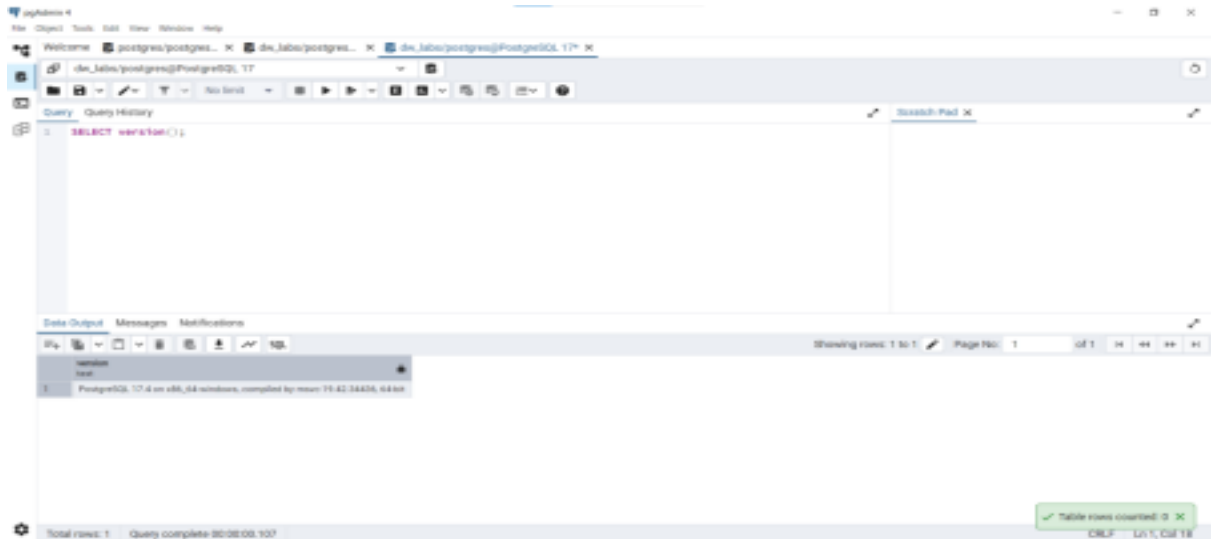 pgAdmin 4
File Object Tools Edit View Window Help
Welcome postgres/postgres... × dw_labs/postgres... × dw_labs/postgres@PostgreSQL 17* ×
dw_labs/postgres@PostgreSQL 17
No limit
Query Query History Scratch Pad ×
1 SELECT version();
Data Output Messages Notifications
SQL Showing rows: 1 to 1 Page No: 1 of 1
version
text
1 PostgreSQL 17.4 on x86_64-windows, compiled by msvc-19.42.34436, 64-bit
Table rows counted: 0 ×
Total rows: 1 Query complete 00:00:00.107 CRLF Ln 1, Col 18